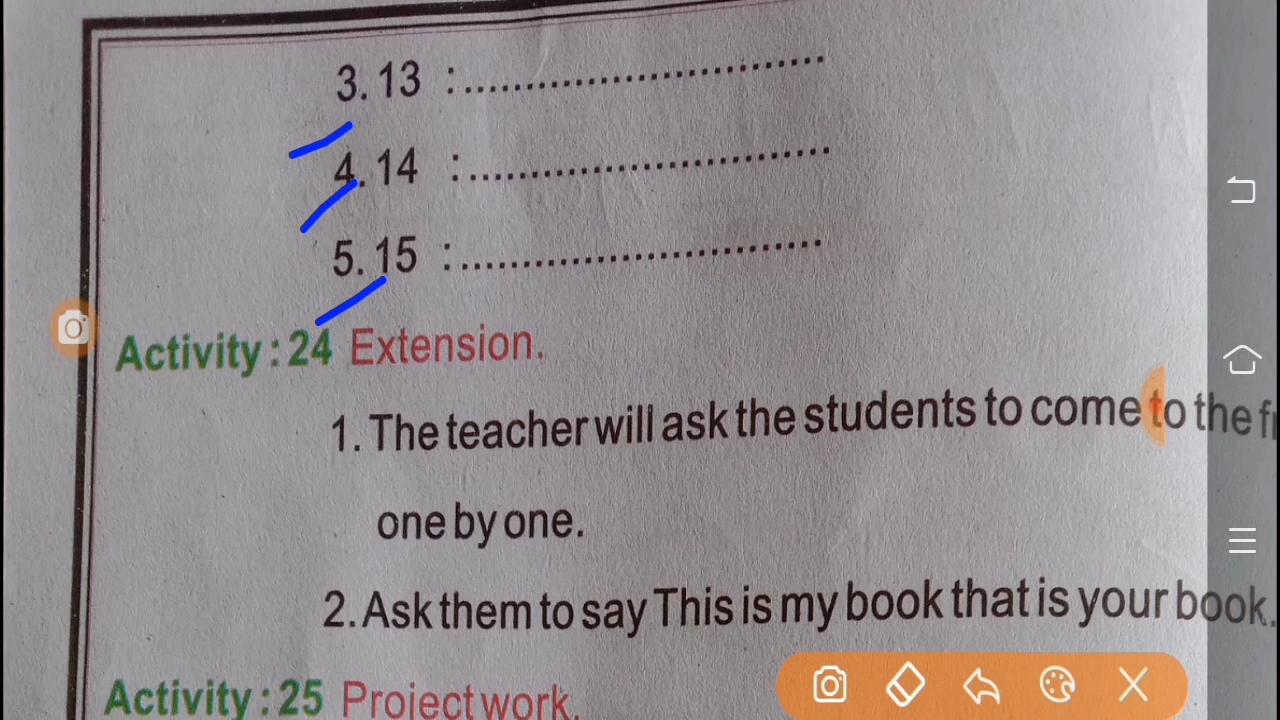 3. 13 :..............................
4. 14 :..............................
5. 15 :..............................
Activity : 24 Extension.
1. The teacher will ask the students to come to the
one by one.
2. Ask them to say This is my book that is your book.
Activity : 25 Project work.